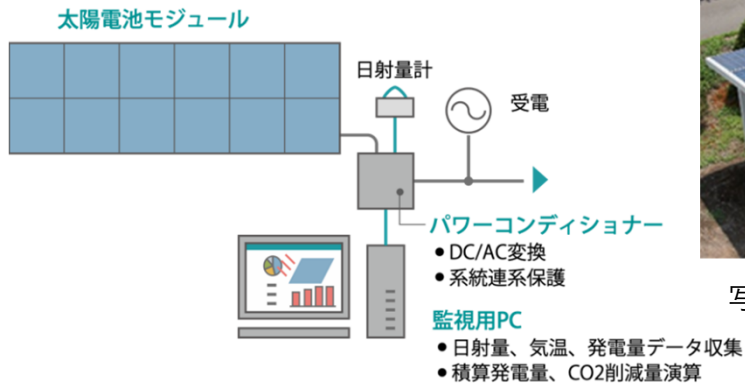 太陽電池モジュール
日射量計
受電
パワーコンディショナー
●DC/AC変換
●系統連系保護
監視用PC
●日射量、気温、発電量データ収集
●積算発電量、CO2削減量演算